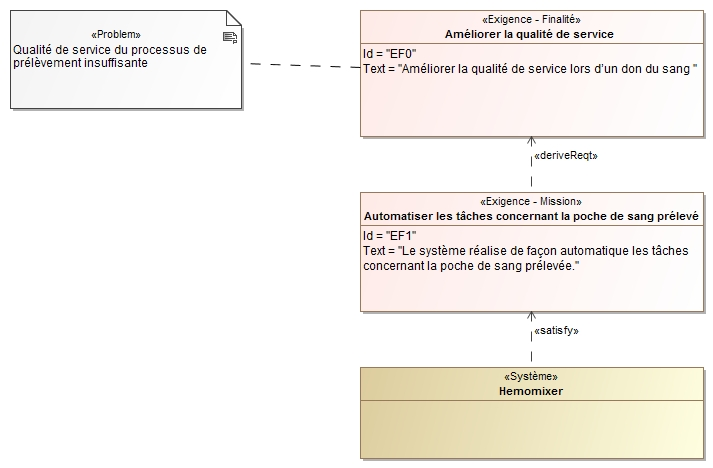 «Problem»
Qualité de service du processus de
prélèvement insuffisante
«Exigence - Finalité»
Améliorer la qualité de service
Id = "EF0"
Text = "Améliorer la qualité de service lors d'un don du sang "
«deriveReqt»
«Exigence - Mission»
Automatiser les tâches concernant la poche de sang prélevé
Id = "EF1"
Text = "Le système réalise de façon automatique les tâches
concernant la poche de sang prélevée."
«satisfy»
«Système»
Hemomixer